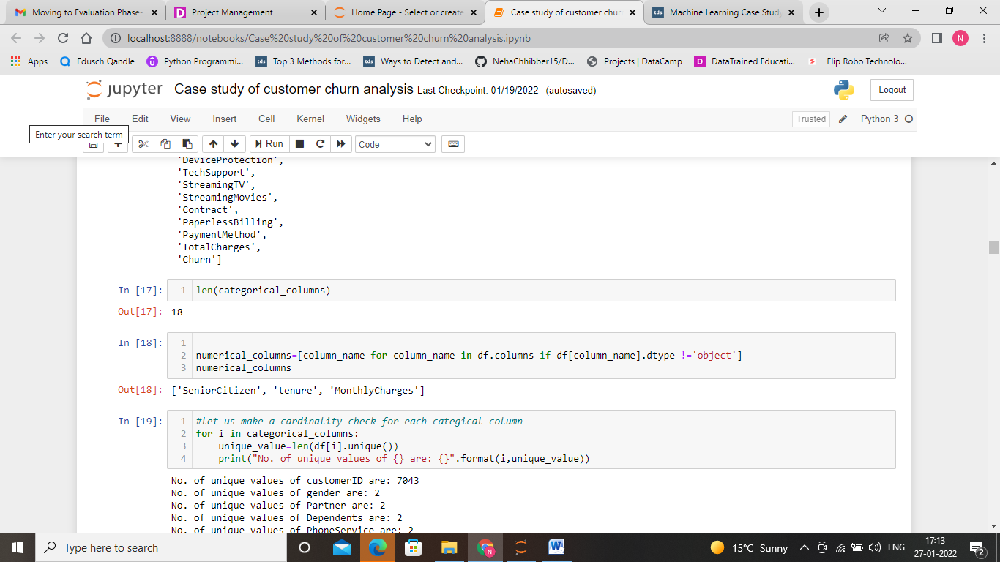 Moving to Evaluation Phase-
Project Management
Home Page - Select or create
Case study of customer churn
tds Machine Learning Case Study
localhost:8888/notebooks/Case%20study%20of%20customer%20churn%20analysis.ipynb
N
Apps
Edusch Qandle
Python Programmi...
tds Top 3 Methods for...
tds Ways to Detect and...
NehaChhibber15/D...
Projects | DataCamp
DataTrained Educati...
Flip Robo Technolo...
jupyter Case study of customer churn analysis Last Checkpoint: 01/19/2022 (autosaved)
Logout
File Edit View Insert Cell Kernel Widgets Help
Trusted Python 3
Enter your search term
Run
Code
'DeviceProtection',
'TechSupport',
'StreamingTV',
'StreamingMovies',
'Contract',
'PaperlessBilling',
'PaymentMethod',
'TotalCharges',
'Churn']
In [17]: 1 len(categorical_columns)
Out[17]: 18
In [18]: 1
2 numerical_columns=[column_name for column_name in df.columns if df[column_name].dtype !='object']
3 numerical_columns
Out[18]: ['SeniorCitizen', 'tenure', 'MonthlyCharges']
In [19]: 1 #let us make a cardinality check for each categical column
2 for i in categorical_columns:
3 unique_value=len(df[i].unique())
4 print("No. of unique values of {} are: {}".format(i,unique_value))
No. of unique values of customerID are: 7043
No. of unique values of gender are: 2
No. of unique values of Partner are: 2
No. of unique values of Dependents are: 2
No. of unique values of PhoneService are: 2
Type here to search
N
15°C Sunny
ENG
17:13
27-01-2022
2